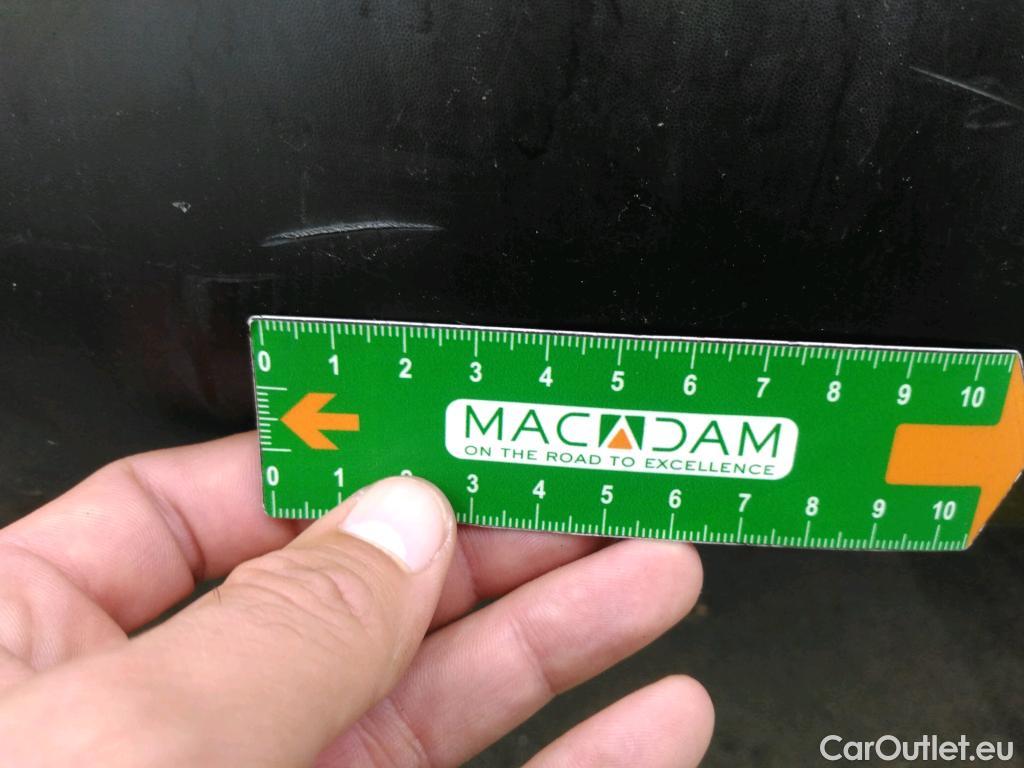 0 1 2 3 4 5 6 7 8 9 10
MACADAM
ON THE ROAD TO EXCELLENCE
0 1 2 3 4 5 6 7 8 9 10
CarOutlet.eu